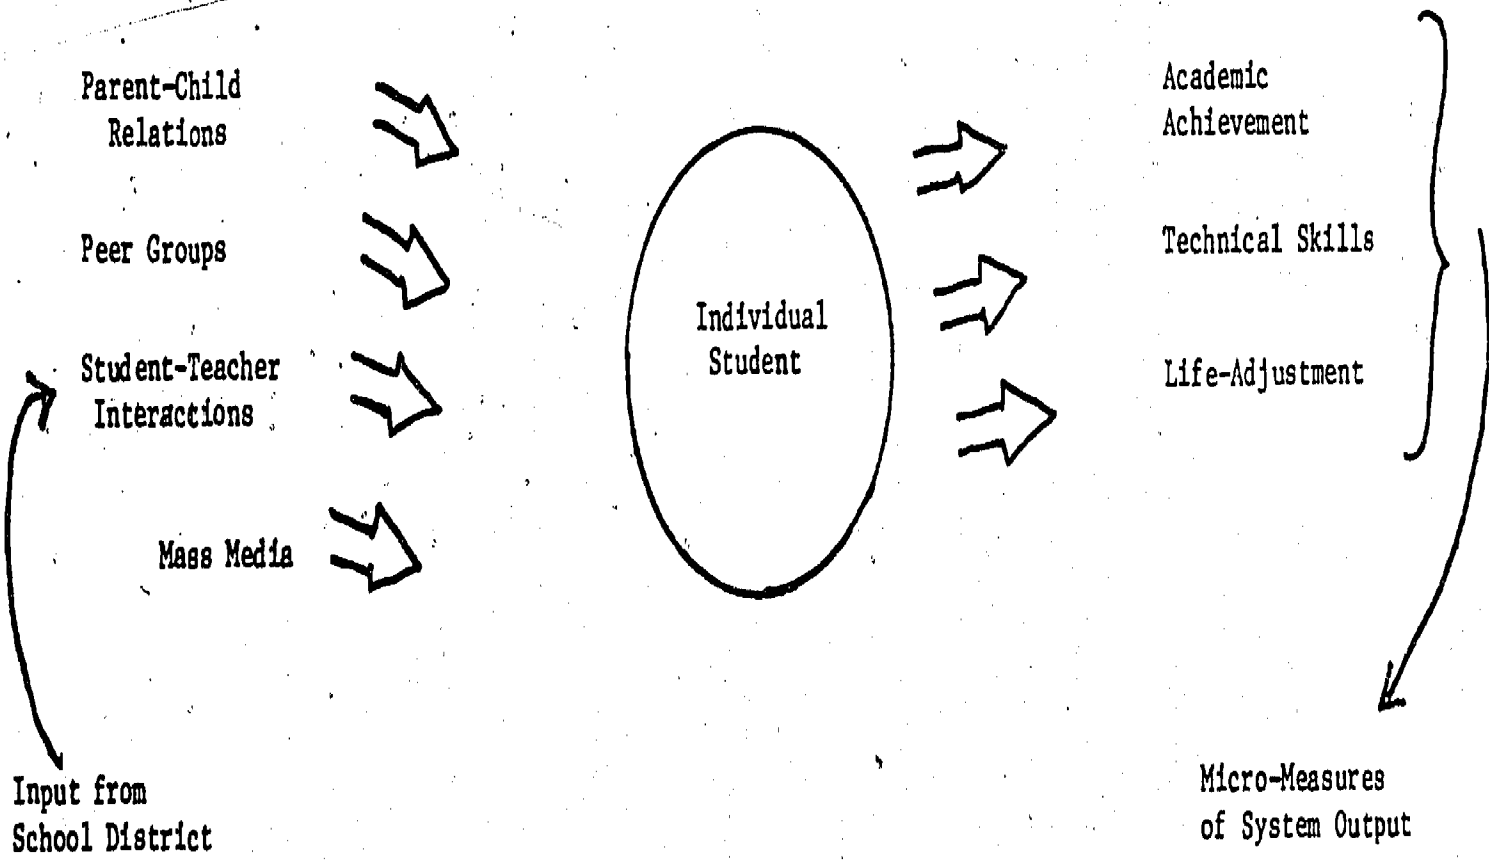 Parent-Child
Relations
Peer Groups
Student-Teacher
Interactions
Mass Media
Input from
School District
Individual
Student
Academic
Achievement
Technical Skills
Life-Adjustment
Micro-Measures
of System Output